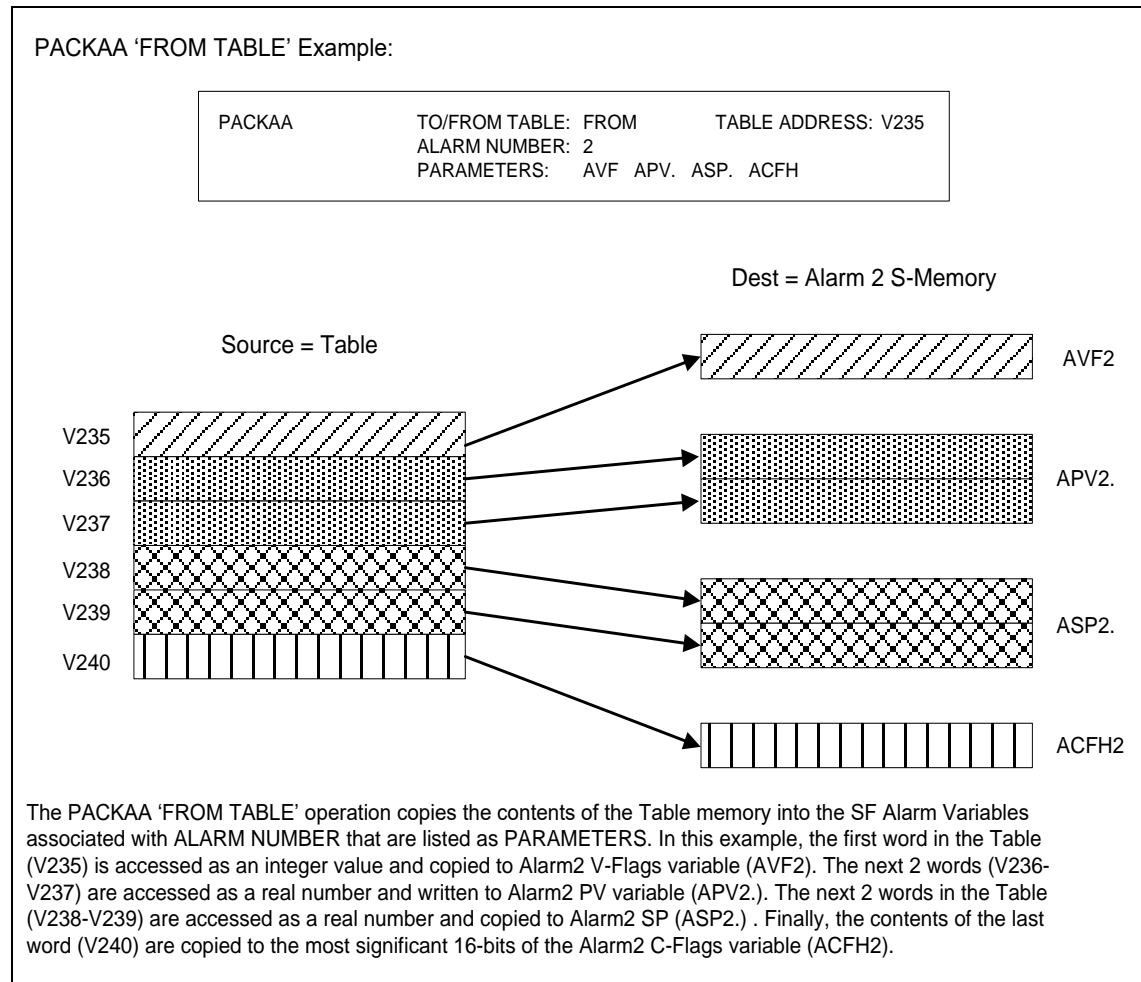 PACKAA ‘FROM TABLE’ Example:
PACKAA TO/FROM TABLE: FROM TABLE ADDRESS: V235
ALARM NUMBER: 2
PARAMETERS: AVF APV. ASP. ACFH
Dest = Alarm 2 S-Memory
Source = Table
AVF2
V235
V236
APV2.
V237
V238
V239
ASP2.
V240
ACFH2
The PACKAA ‘FROM TABLE’ operation copies the contents of the Table memory into the SF Alarm Variables
associated with ALARM NUMBER that are listed as PARAMETERS. In this example, the first word in the Table
(V235) is accessed as an integer value and copied to Alarm2 V-Flags variable (AVF2). The next 2 words (V236-
V237) are accessed as a real number and written to Alarm2 PV variable (APV2.). The next 2 words in the Table
(V238-V239) are accessed as a real number and copied to Alarm2 SP (ASP2.) . Finally, the contents of the last
word (V240) are copied to the most significant 16-bits of the Alarm2 C-Flags variable (ACFH2).